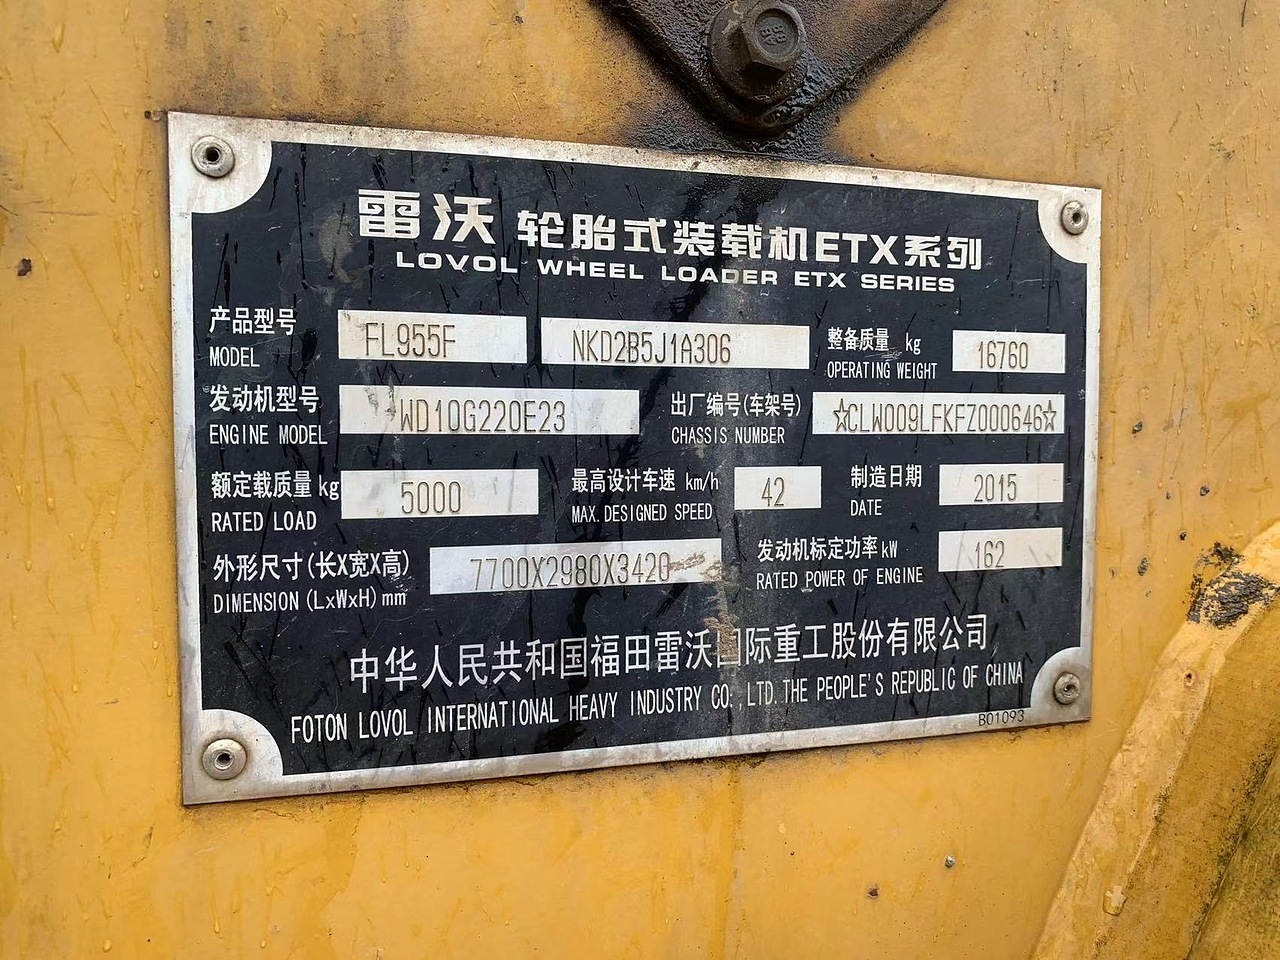 雷沃 轮胎式装载机ETX系列
LOVOL WHEEL LOADER ETX SERIES
产品型号 FL955F NKD2B5J1A306 整备质量 kg 16760
MODEL OPERATING WEIGHT
发动机型号 WD10G220E23 出厂编号(车架号) ☆CLW009LFKFZ000646☆
ENGINE MODEL CHASSIS NUMBER
额定载质量 kg 5000 最高设计车速 km/h 42 制造日期 2015
RATED LOAD MAX.DESIGNED SPEED DATE
外形尺寸(长X宽X高) 7700X2980X3420 发动机标定功率 kW 162
DIMENSION (LxWxH) mm RATED POWER OF ENGINE
中华人民共和国福田雷沃国际重工股份有限公司
FOTON LOVOL INTERNATIONAL HEAVY INDUSTRY CO.,LTD.THE PEOPLE'S REPUBLIC OF CHINA
B01093